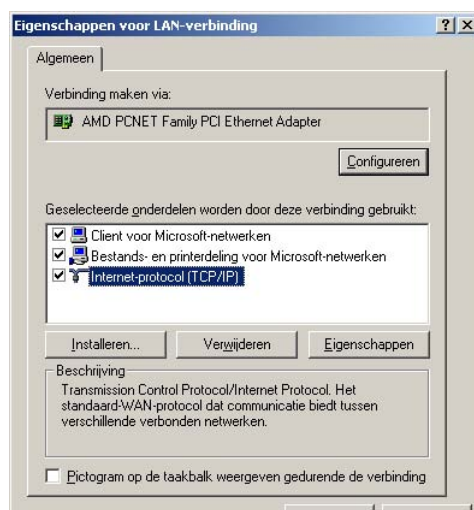 Eigenschappen voor LAN-verbinding
Algemeen
Verbinding maken via:
AMD PCNET Family PCI Ethernet Adapter
Configureren
Geselecteerde onderdelen worden door deze verbinding gebruikt:
Client voor Microsoft-netwerken
Bestands- en printerdeling voor Microsoft-netwerken
Internet-protocol (TCP/IP)
Installeren... Verwijderen Eigenschappen
Beschrijving
Transmission Control Protocol/Internet Protocol. Het
standaard-WAN-protocol dat communicatie biedt tussen
verschillende verbonden netwerken.
Pictogram op de taakbalk weergeven gedurende de verbinding